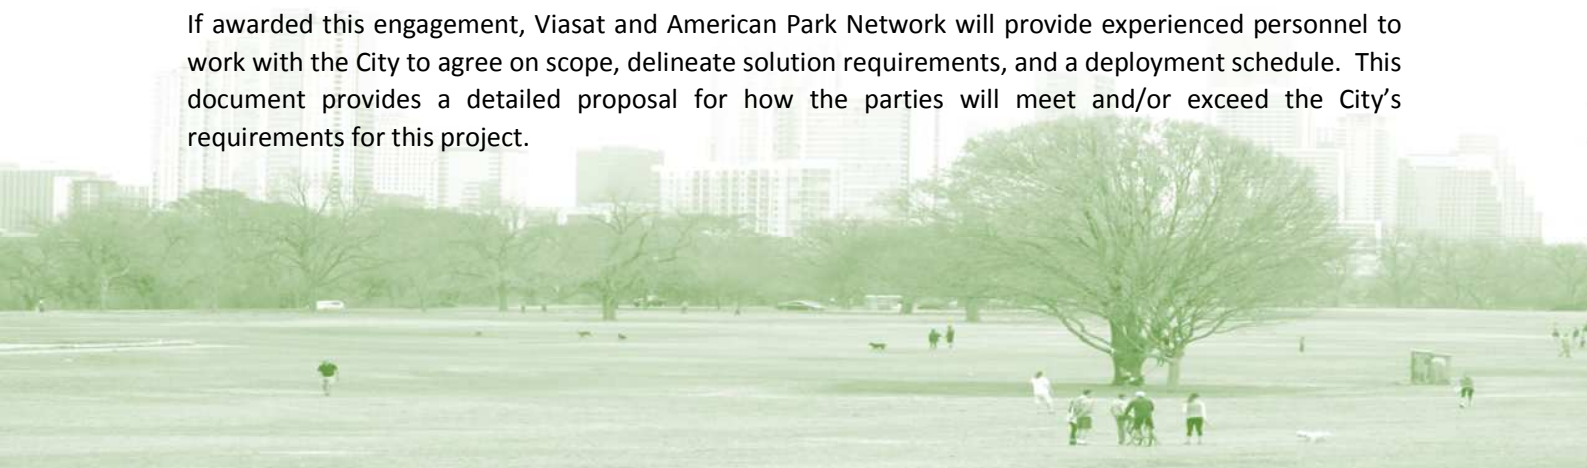 If awarded this engagement, Viasat and American Park Network will provide experienced personnel to
work with the City to agree on scope, delineate solution requirements, and a deployment schedule.  This
document provides a detailed proposal for how the parties will meet and/or exceed the City’s
requirements for this project.